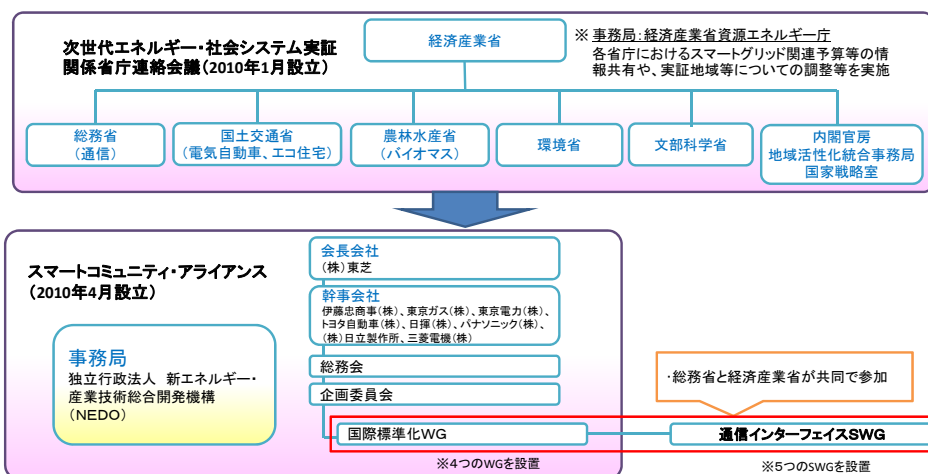 次世代エネルギー・社会システム実証
関係省庁連絡会議(2010年1月設立)
経済産業省
※ 事務局:経済産業省資源エネルギー庁
各省庁におけるスマートグリッド関連予算等の情
報共有や、実証地域等についての調整等を実施
総務省
(通信)
国土交通省
(電気自動車、エコ住宅)
農林水産省
(バイオマス)
環境省
文部科学省
内閣官房
地域活性化統合事務局
国家戦略室
スマートコミュニティ・アライアンス
(2010年4月設立)
事務局
独立行政法人 新エネルギー・
産業技術総合開発機構
(NEDO)
会長会社
(株)東芝
幹事会社
伊藤忠商事(株)、東京ガス(株)、東京電力(株)、
トヨタ自動車(株)、日揮(株)、パナソニック(株)、
(株)日立製作所、三菱電機(株)
総務会
企画委員会
国際標準化WG
※4つのWGを設置
・総務省と経済産業省が共同で参加
通信インターフェイスSWG
※5つのSWGを設置